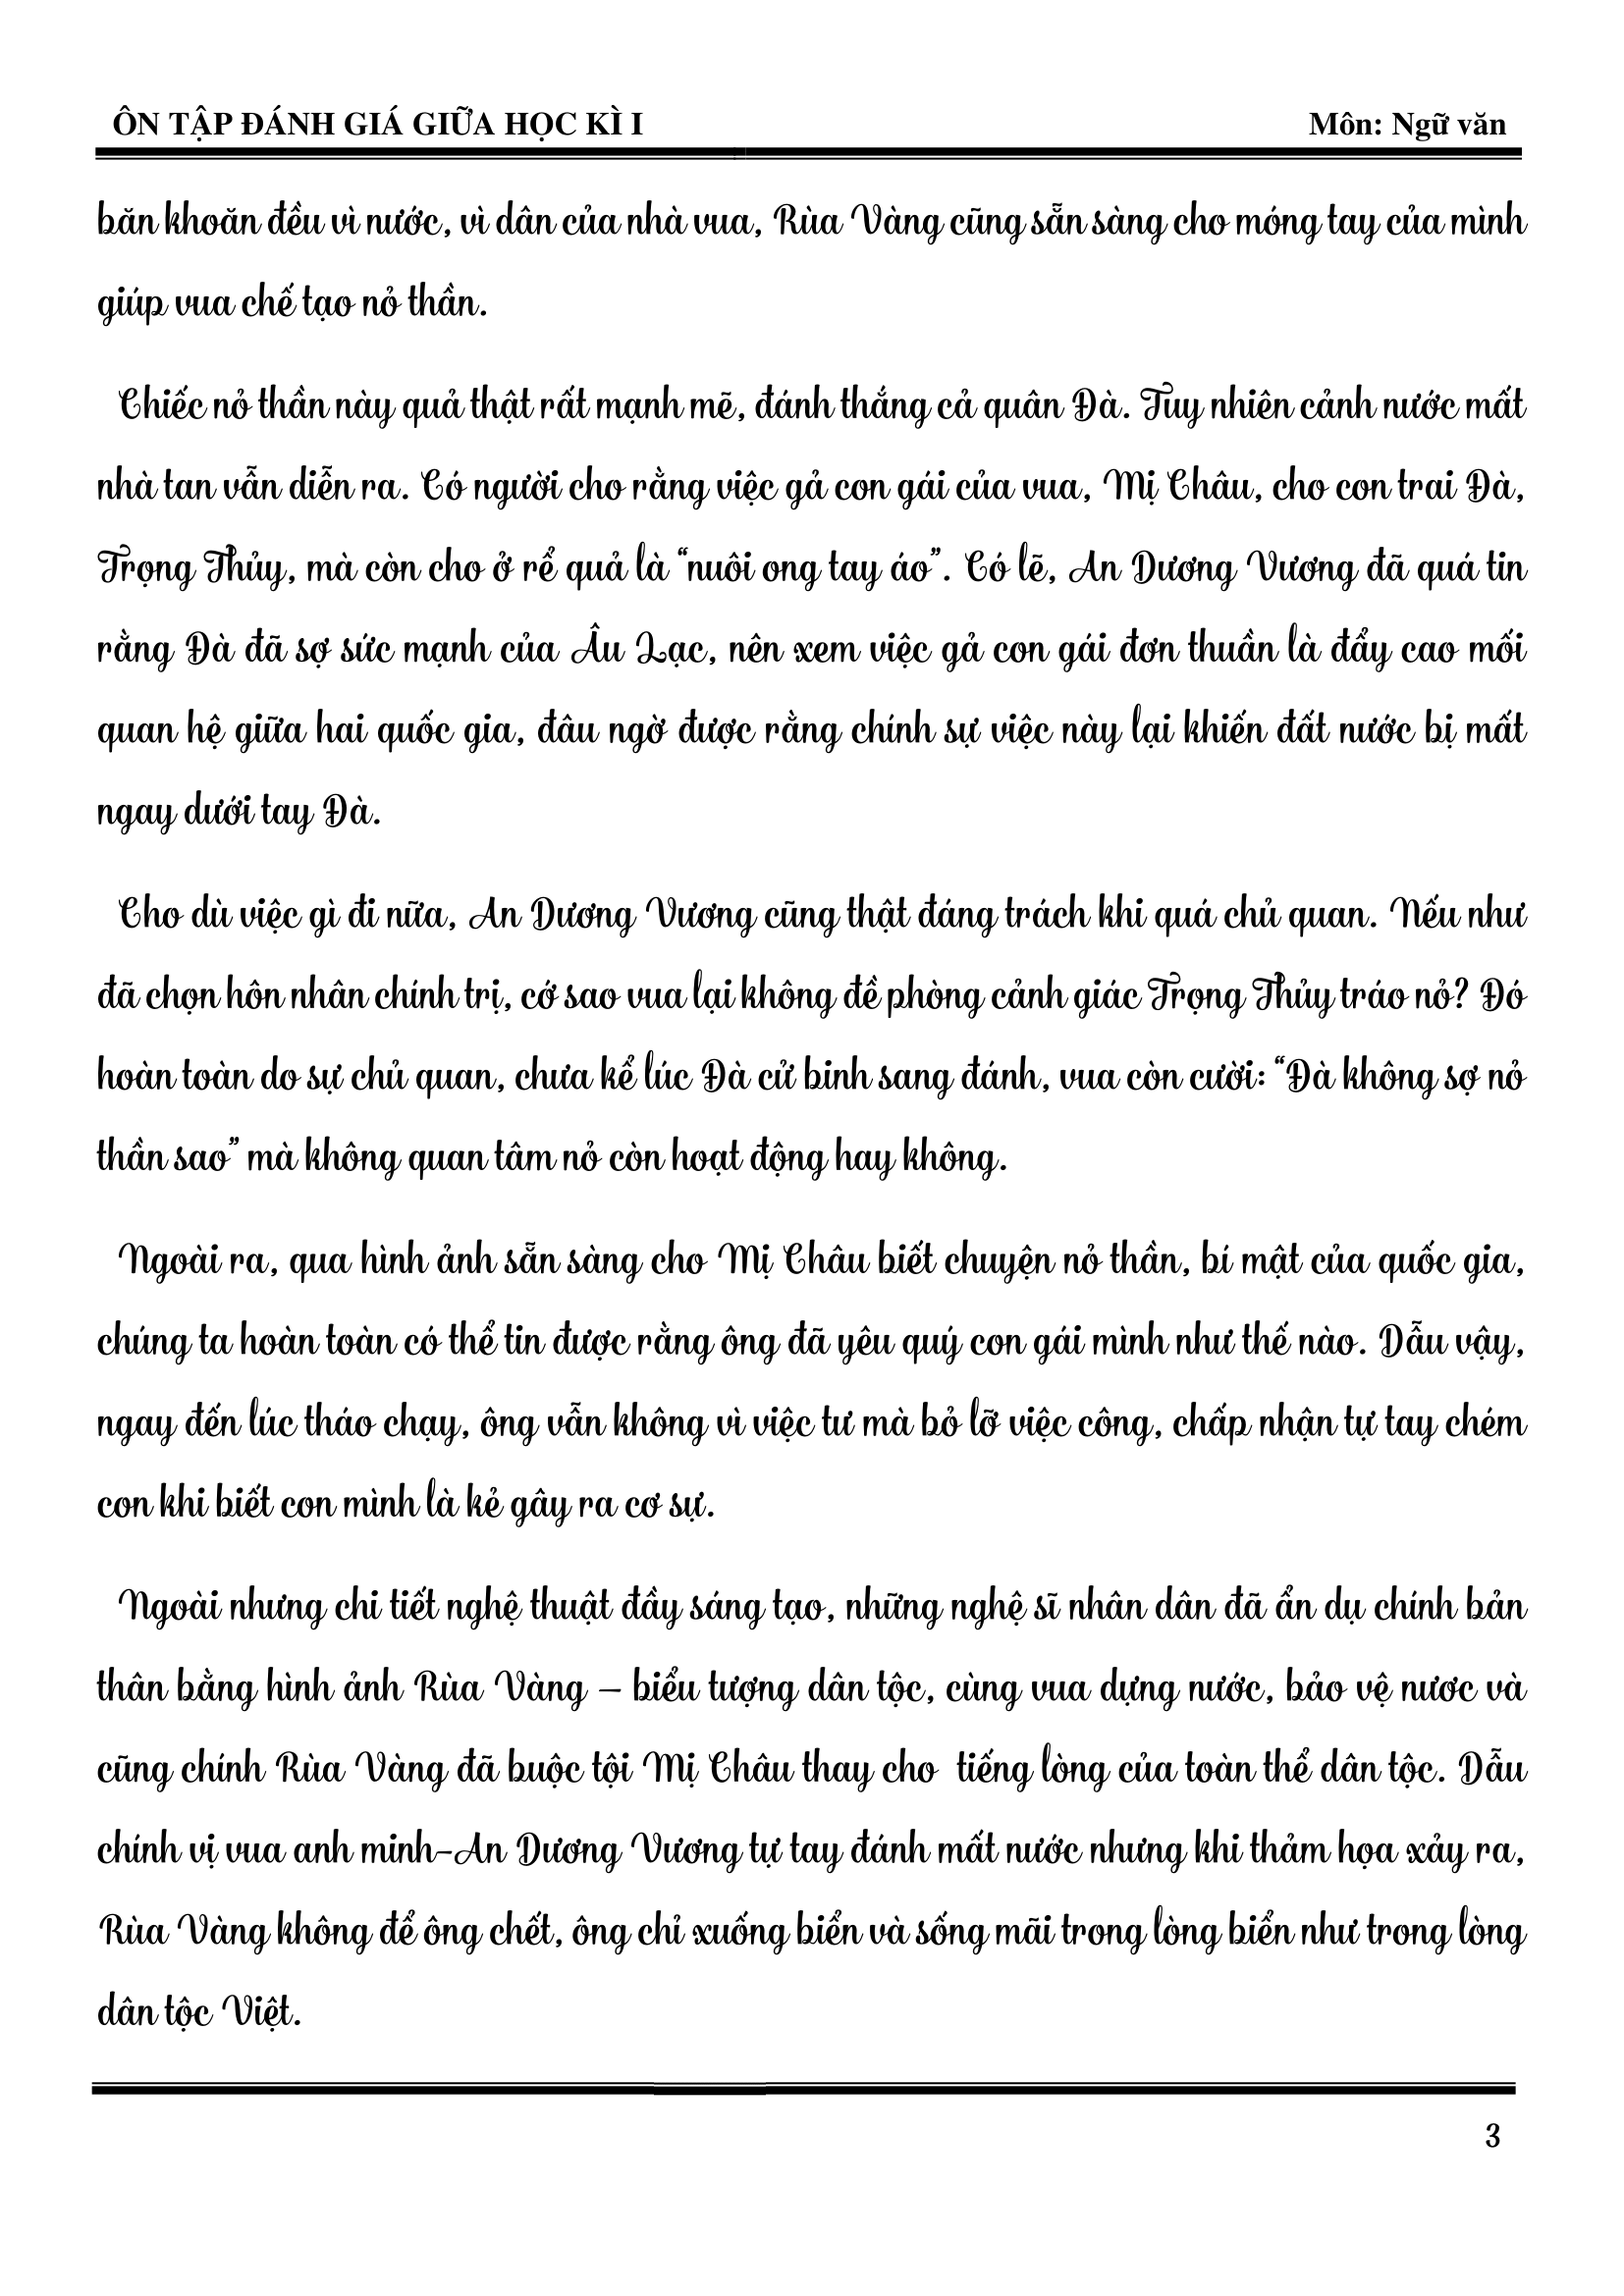 ÔN TẬP ĐÁNH GIÁ GIỮA HỌC KÌ I Môn: Ngữ văn
băn khoăn đều vì nước, vì dân của nhà vua, Rùa Vàng cũng sẵn sàng cho móng tay của mình
giúp vua chế tạo nỏ thần.
Chiếc nỏ thần này quả thật rất mạnh mẽ, đánh thắng cả quân Đà. Tuy nhiên cảnh nước mất
nhà tan vẫn diễn ra. Có người cho rằng việc gả con gái của vua, Mị Châu, cho con trai Đà,
Trọng Thủy, mà còn cho ở rể quả là “nuôi ong tay áo”. Có lẽ, An Dương Vương đã quá tin
rằng Đà đã sợ sức mạnh của Âu Lạc, nên xem việc gả con gái đơn thuần là đẩy cao mối
quan hệ giữa hai quốc gia, đâu ngờ được rằng chính sự việc này lại khiến đất nước bị mất
ngay dưới tay Đà.
Cho dù việc gì đi nữa, An Dương Vương cũng thật đáng trách khi quá chủ quan. Nếu như
đã chọn hôn nhân chính trị, cớ sao vua lại không đề phòng cảnh giác Trọng Thủy tráo nỏ? Đó
hoàn toàn do sự chủ quan, chưa kể lúc Đà cử binh sang đánh, vua còn cười: “Đà không sợ nỏ
thần sao” mà không quan tâm nỏ còn hoạt động hay không.
Ngoài ra, qua hình ảnh sẵn sàng cho Mị Châu biết chuyện nỏ thần, bí mật của quốc gia,
chúng ta hoàn toàn có thể tin được rằng ông đã yêu quý con gái mình như thế nào. Dẫu vậy,
ngay đến lúc tháo chạy, ông vẫn không vì việc tư mà bỏ lỡ việc công, chấp nhận tự tay chém
con khi biết con mình là kẻ gây ra cơ sự.
Ngoài nhưng chi tiết nghệ thuật đầy sáng tạo, những nghệ sĩ nhân dân đã ẩn dụ chính bản
thân bằng hình ảnh Rùa Vàng – biểu tượng dân tộc, cùng vua dựng nước, bảo vệ nươc và
cũng chính Rùa Vàng đã buộc tội Mị Châu thay cho tiếng lòng của toàn thể dân tộc. Dẫu
chính vị vua anh minh-An Dương Vương tự tay đánh mất nước nhưng khi thảm họa xảy ra,
Rùa Vàng không để ông chết, ông chỉ xuống biển và sống mãi trong lòng biển như trong lòng
dân tộc Việt.
3